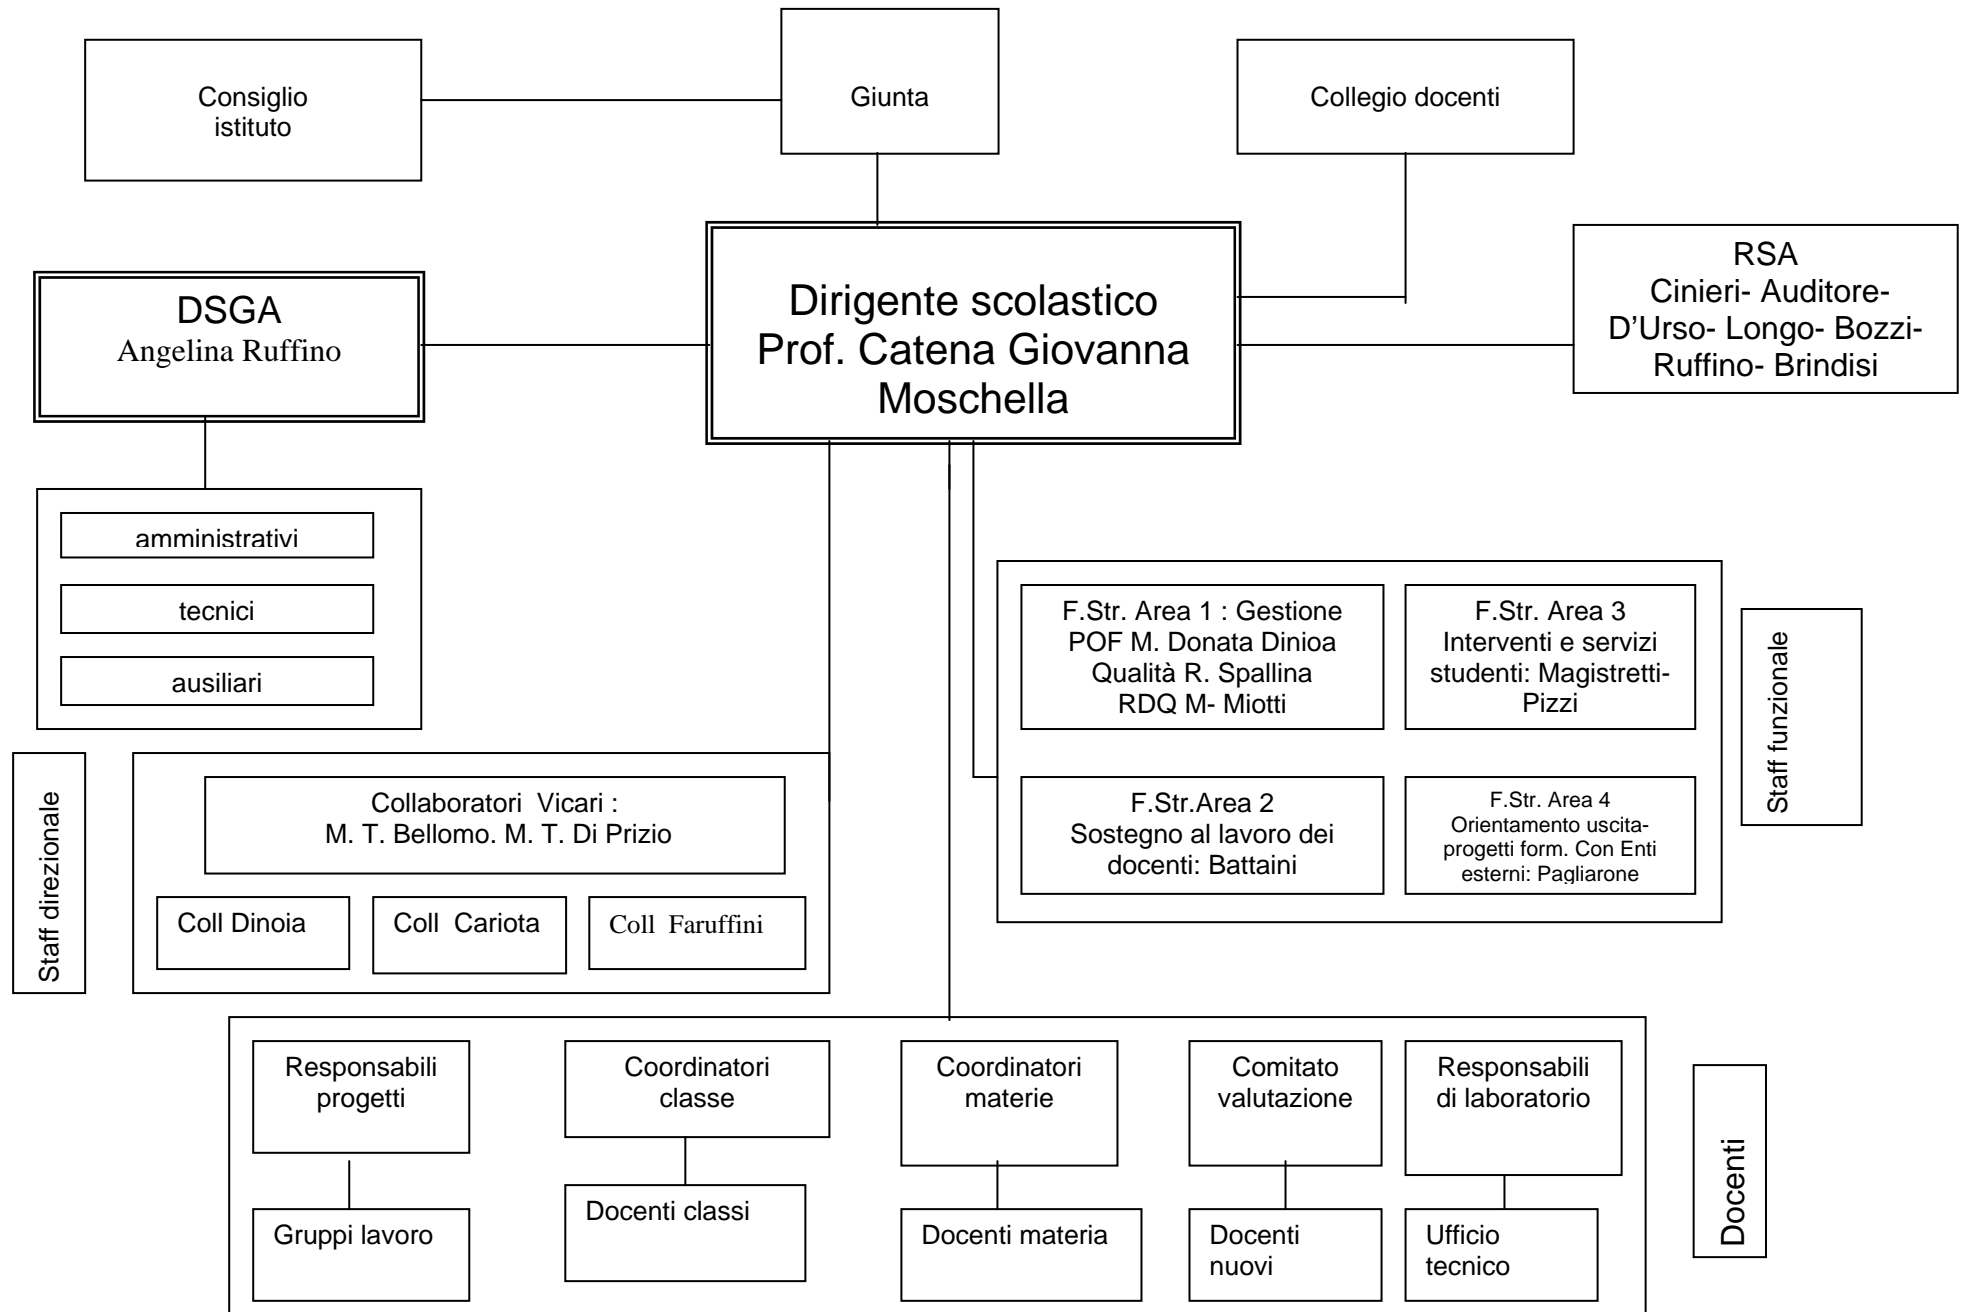 Consiglio
istituto
Giunta
Collegio docenti
DSGA
Angelina Ruffino
Dirigente scolastico
Prof. Catena Giovanna
Moschella
RSA
Cinieri- Auditore-
D'Urso- Longo- Bozzi-
Ruffino- Brindisi
amministrativi
tecnici
ausiliari
F.Str. Area 1 : Gestione
POF M. Donata Dinioa
Qualità R. Spallina
RDQ M- Miotti
F.Str. Area 3
Interventi e servizi
studenti: Magistretti-
Pizzi
F.Str.Area 2
Sostegno al lavoro dei
docenti: Battaini
F.Str. Area 4
Orientamento uscita-
progetti form. Con Enti
esterni: Pagliarone
Staff funzionale
Staff direzionale
Collaboratori  Vicari :
M. T. Bellomo. M. T. Di Prizio
Coll Dinoia
Coll  Cariota
Coll  Faruffini
Responsabili
progetti
Coordinatori
classe
Coordinatori
materie
Comitato
valutazione
Responsabili
di laboratorio
Gruppi lavoro
Docenti classi
Docenti materia
Docenti
nuovi
Ufficio
tecnico
Docenti